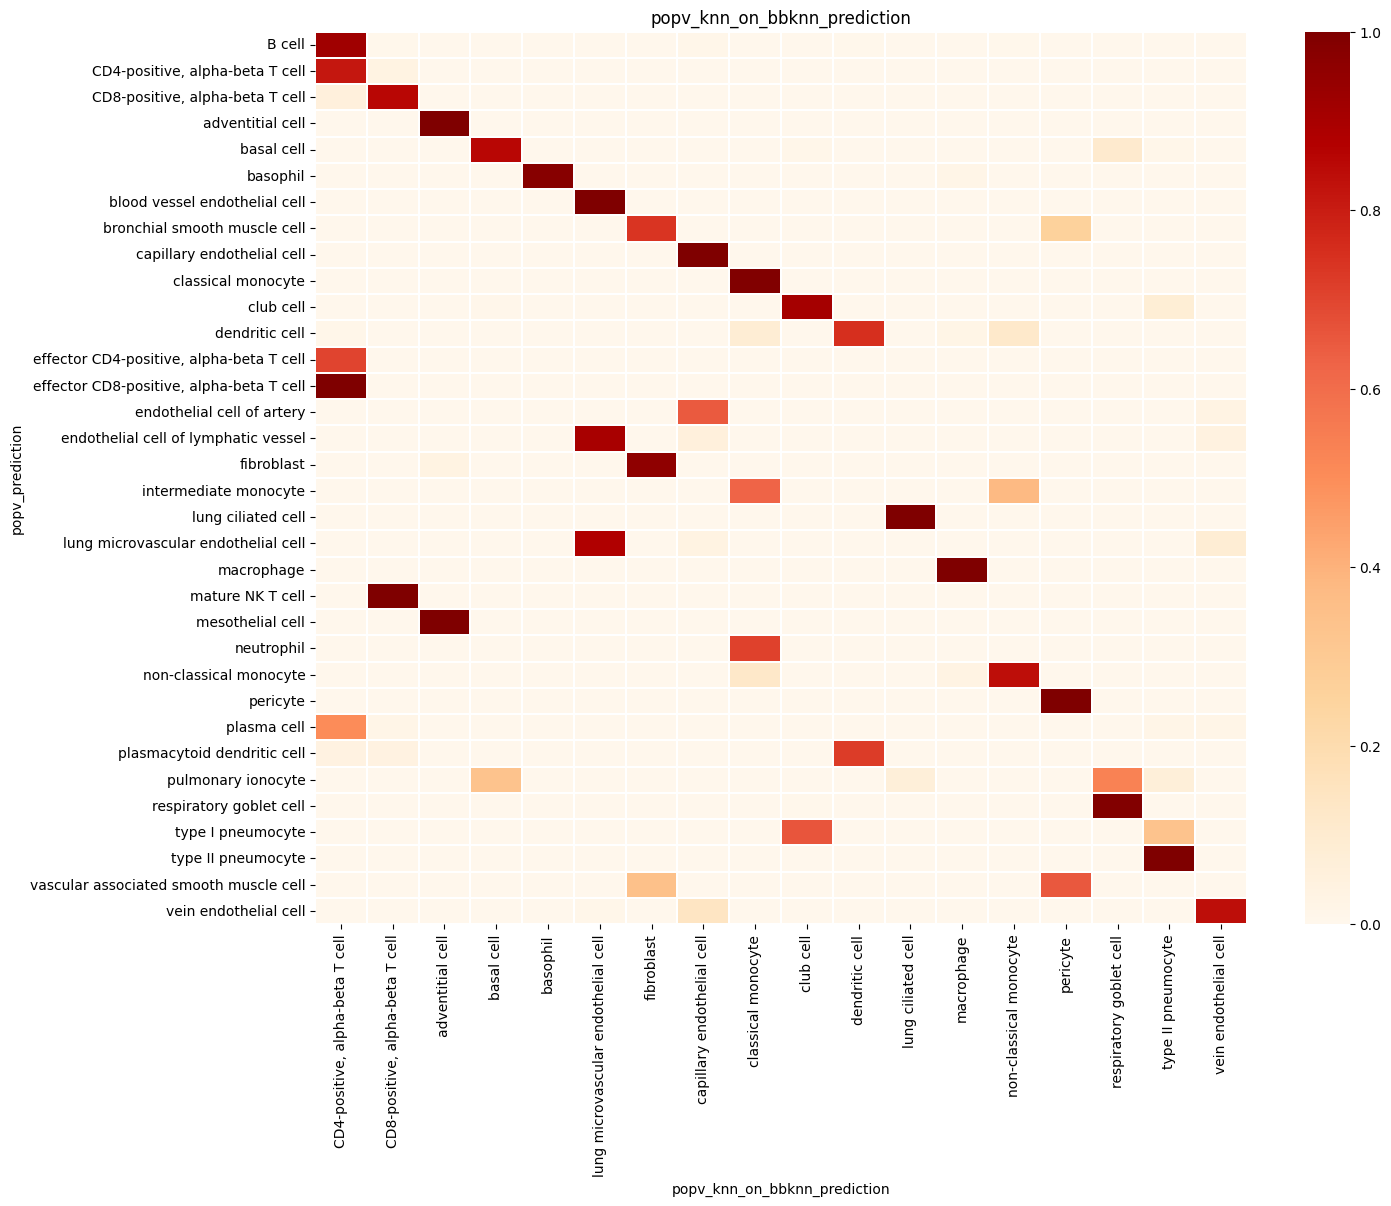 popv_knn_on_bbknn_prediction
B cell
CD4-positive, alpha-beta T cell
CD8-positive, alpha-beta T cell
adventitial cell
basal cell
basophil
blood vessel endothelial cell
bronchial smooth muscle cell
capillary endothelial cell
classical monocyte
club cell
dendritic cell
effector CD4-positive, alpha-beta T cell
effector CD8-positive, alpha-beta T cell
endothelial cell of artery
endothelial cell of lymphatic vessel
fibroblast
intermediate monocyte
lung ciliated cell
lung microvascular endothelial cell
macrophage
mature NK T cell
mesothelial cell
neutrophil
non-classical monocyte
pericyte
plasma cell
plasmacytoid dendritic cell
pulmonary ionocyte
respiratory goblet cell
type I pneumocyte
type II pneumocyte
vascular associated smooth muscle cell
vein endothelial cell
popv_prediction
CD4-positive, alpha-beta T cell
CD8-positive, alpha-beta T cell
adventitial cell
basal cell
basophil
lung microvascular endothelial cell
fibroblast
capillary endothelial cell
classical monocyte
club cell
dendritic cell
lung ciliated cell
macrophage
non-classical monocyte
pericyte
respiratory goblet cell
type II pneumocyte
vein endothelial cell
popv_knn_on_bbknn_prediction
1.0
0.8
0.6
0.4
0.2
0.0